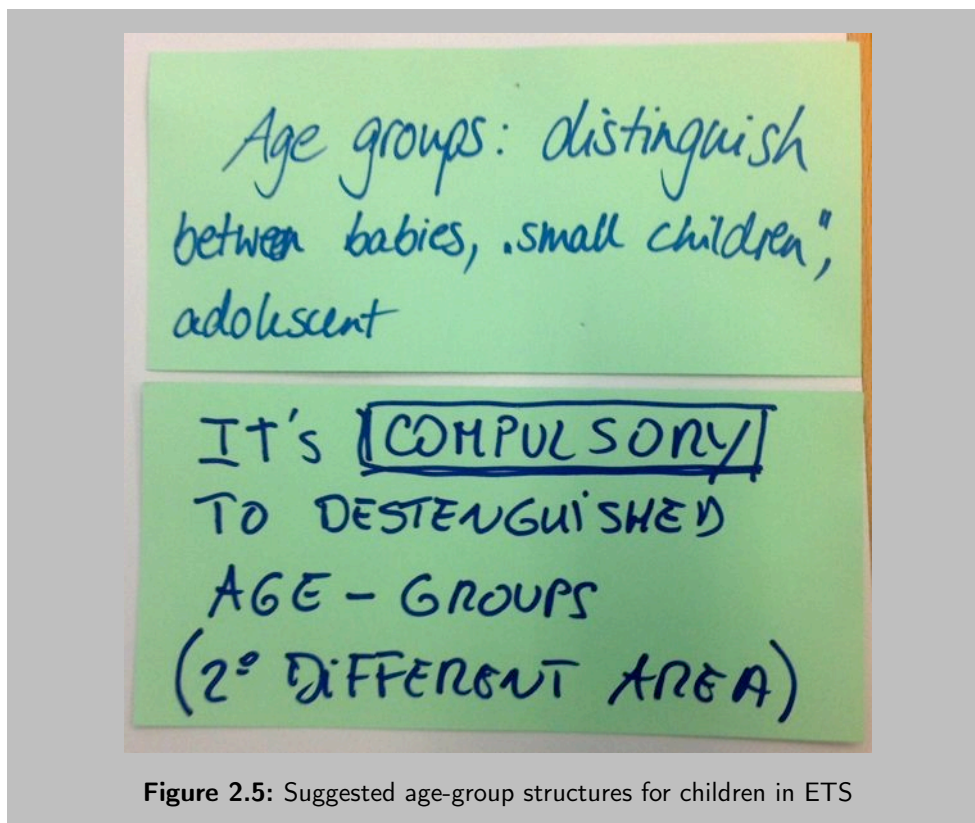 Age groups: distinguish
between babies, „small children",
adolescent
IT's COMPULSORY
TO DESTENGUiSHED
AGE - GROUPS
(2º DiFFERENT AREA)
Figure 2.5: Suggested age-group structures for children in ETS